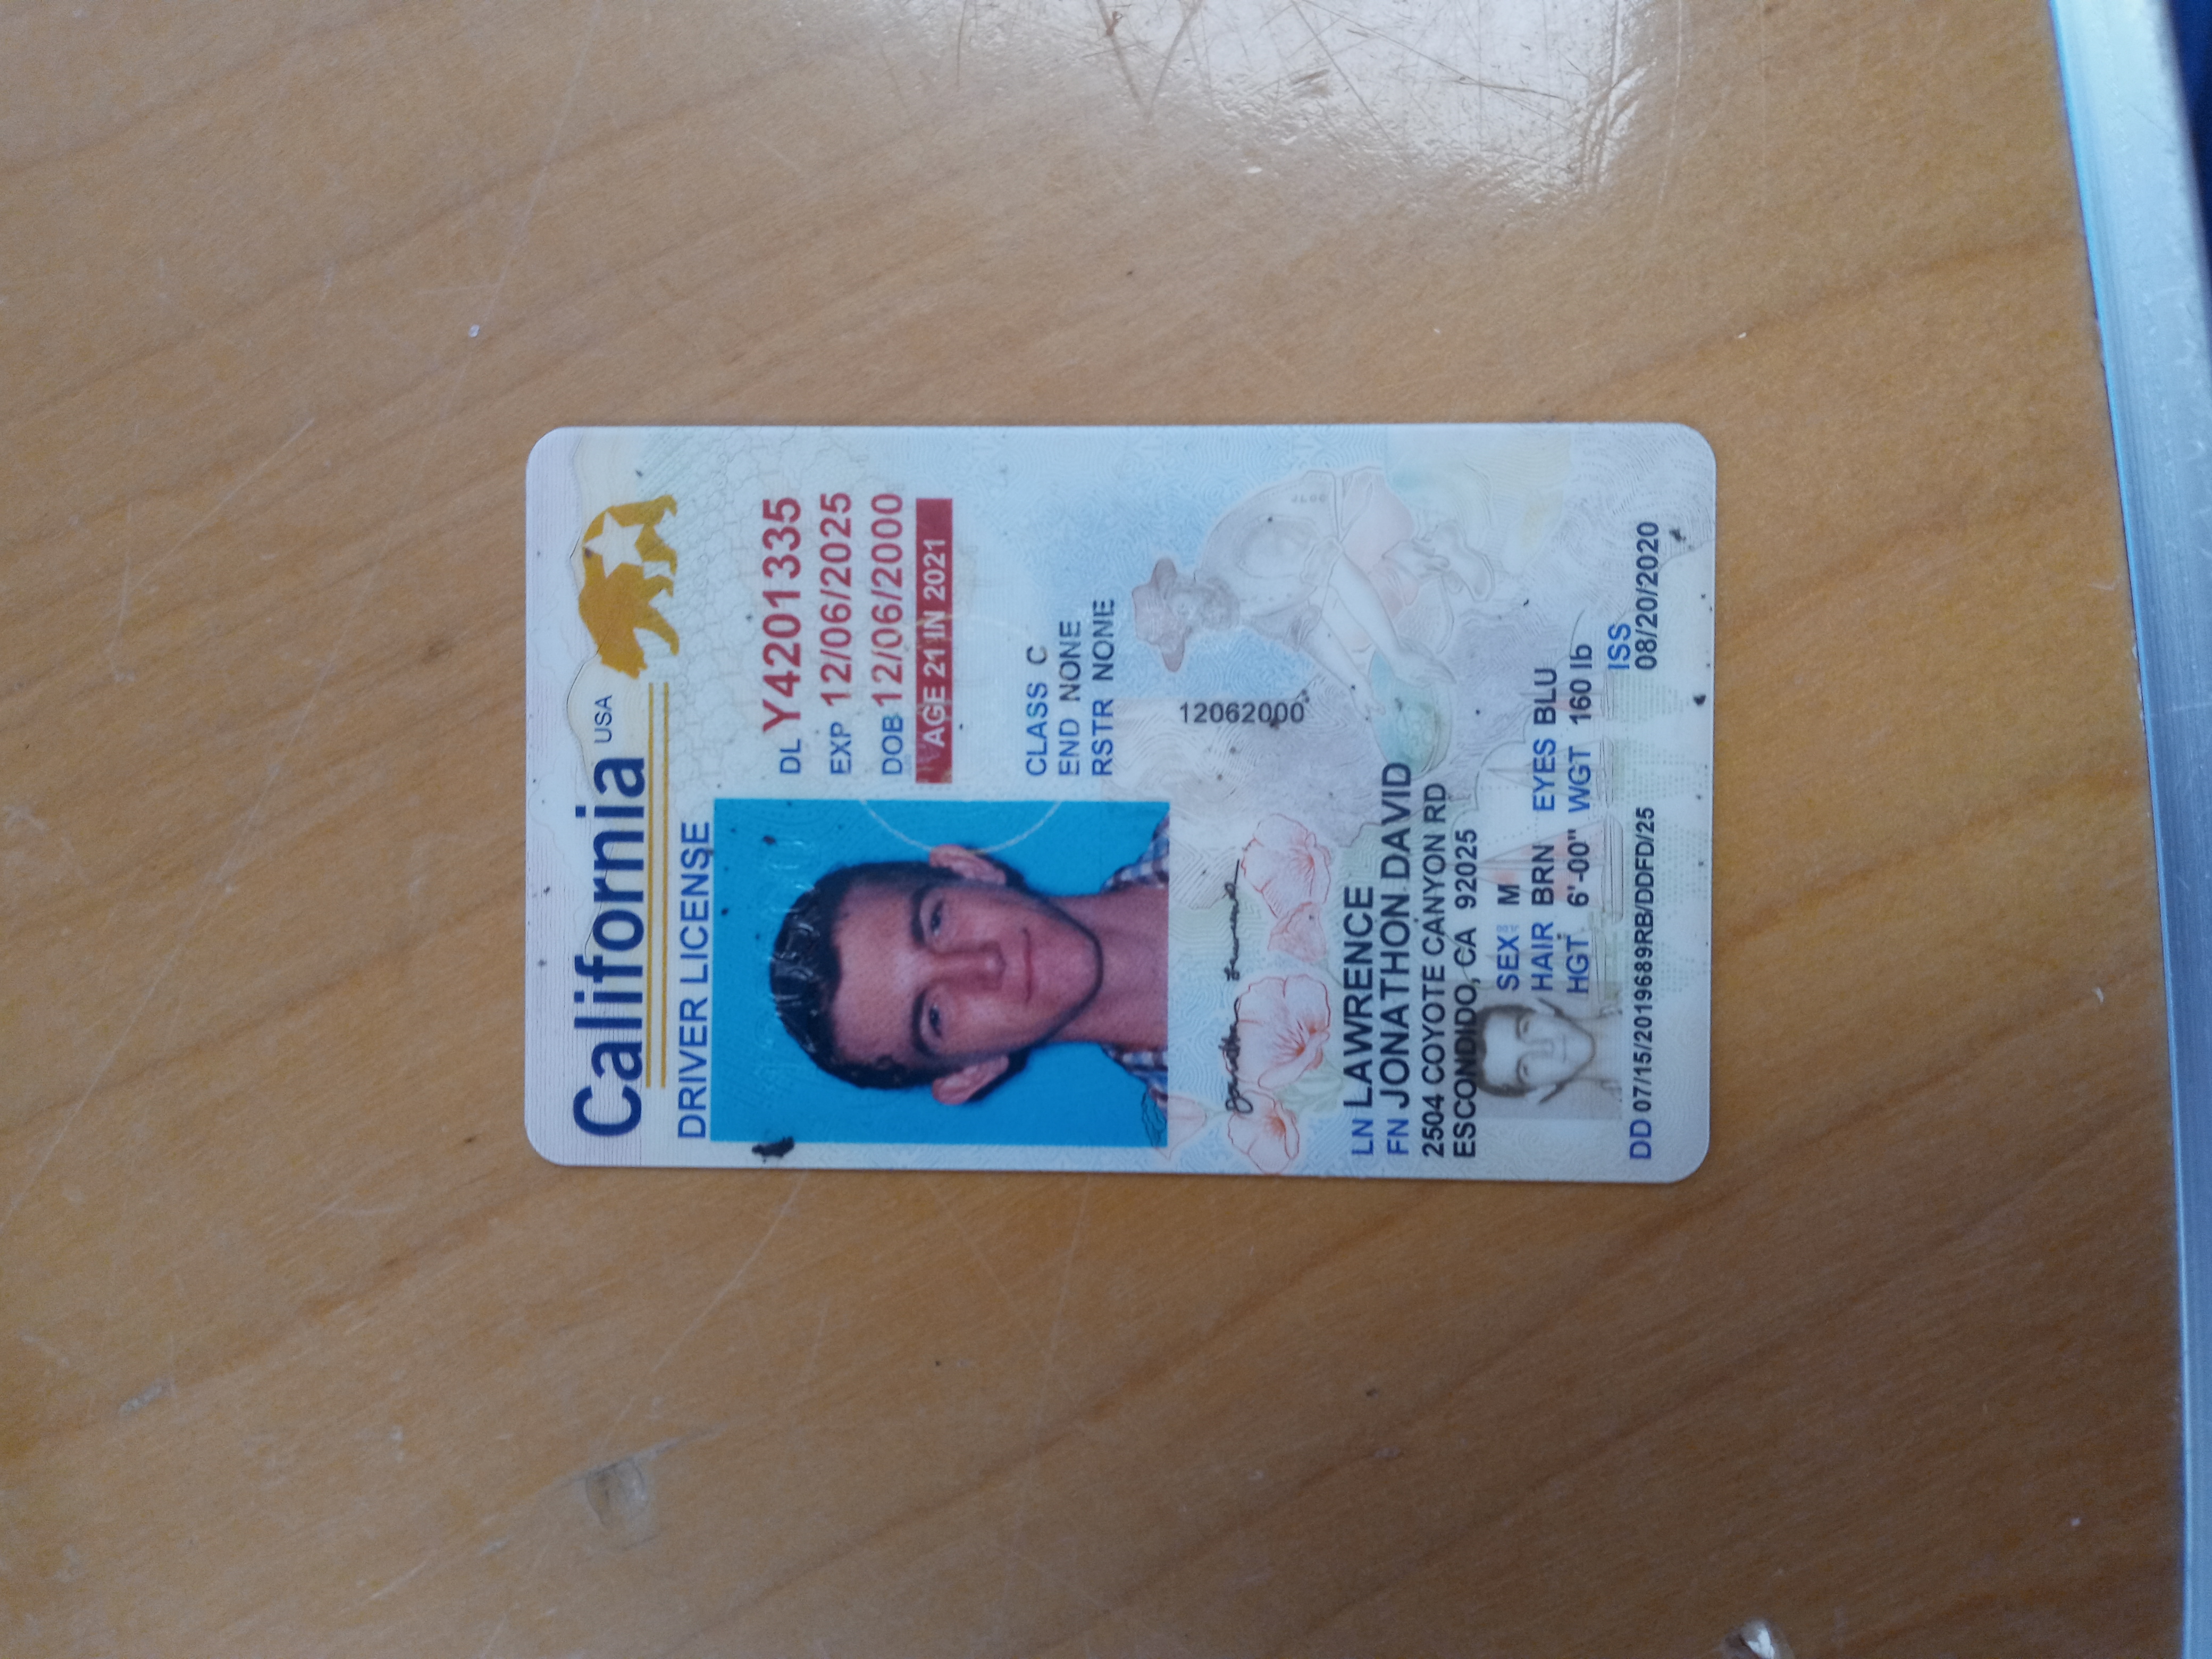 California USA
DRIVER LICENSE
DL Y4201335
EXP 12/06/2025
DOB 12/06/2000
AGE 21 IN 2021
CLASS C
END NONE
RSTR NONE
12062000
Jonathon Lawrence
LN LAWRENCE
FN JONATHON DAVID
2504 COYOTE CANYON RD
ESCONDIDO, CA 92025
SEX M
HAIR BRN EYES BLU
HGT 6'-00" WGT 160 lb
ISS
DD 07/15/2019689RB/DDFD/25 08/20/2020